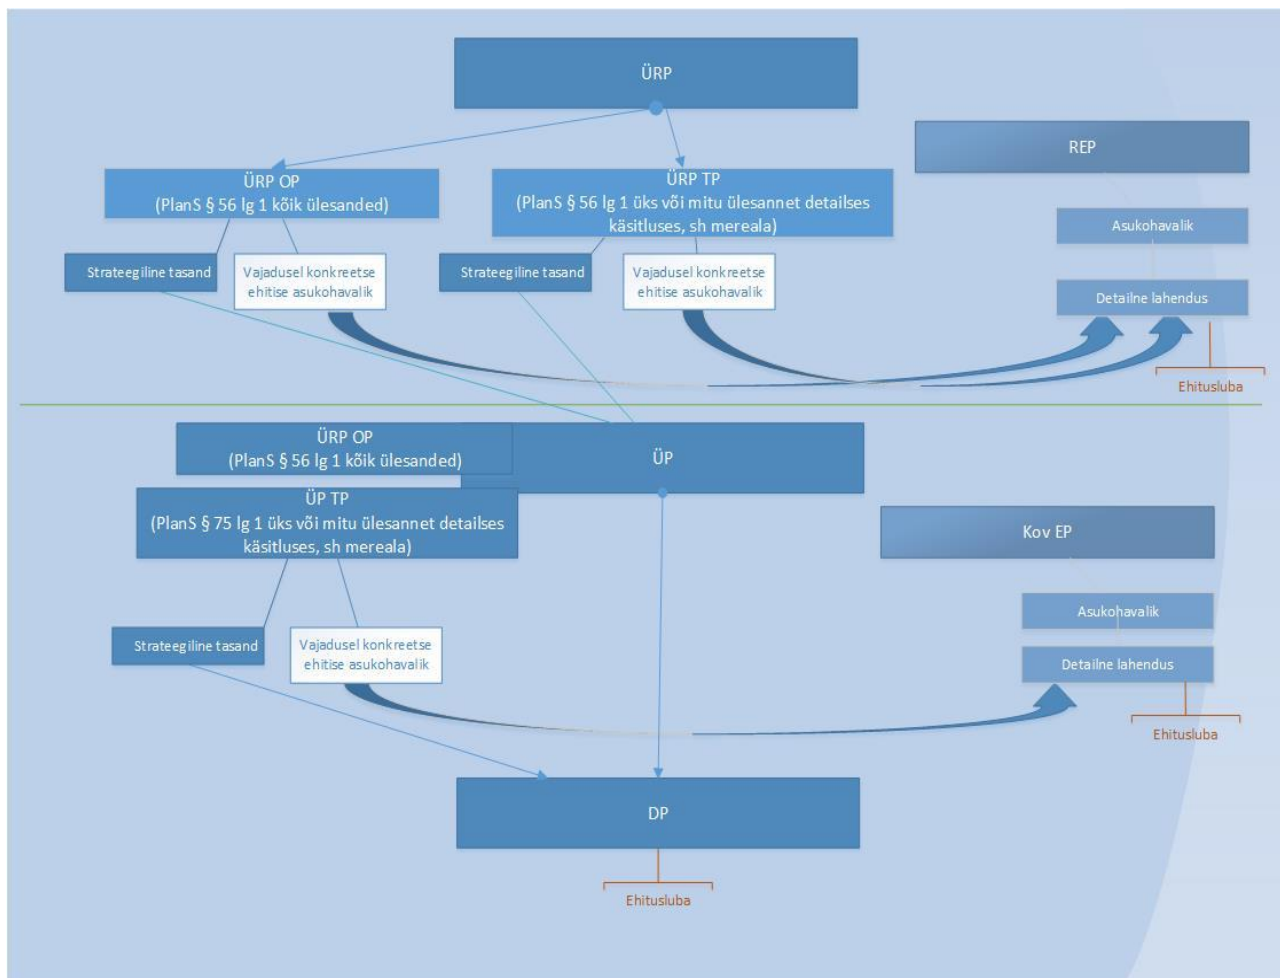 ÜRP
REP
ÜRP OP
(PlanS § 56 lg 1 kõik ülesanded)
ÜRP TP
(PlanS § 56 lg 1 üks või mitu ülesannet detailses
käsitluses, sh mereala)
Asukohavalik
Strateegiline tasand
Vajadusel konkreetse
ehitise asukohavalik
Strateegiline tasand
Vajadusel konkreetse
ehitise asukohavalik
Detailne lahendus
Ehitusluba
ÜRP OP
(PlanS § 56 lg 1 kõik ülesanded)
ÜP
ÜP TP
(PlanS § 75 lg 1 üks või mitu ülesannet detailses
käsitluses, sh mereala)
Kov EP
Asukohavalik
Strateegiline tasand
Vajadusel konkreetse
ehitise asukohavalik
Detailne lahendus
Ehitusluba
DP
Ehitusluba